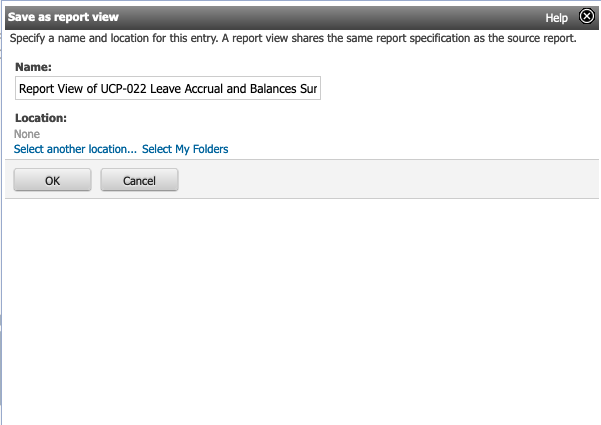 Save as report view Help
Specify a name and location for this entry. A report view shares the same report specification as the source report.
Name:
Report View of UCP-022 Leave Accrual and Balances Sur
Location:
None
Select another location... Select My Folders
OK Cancel